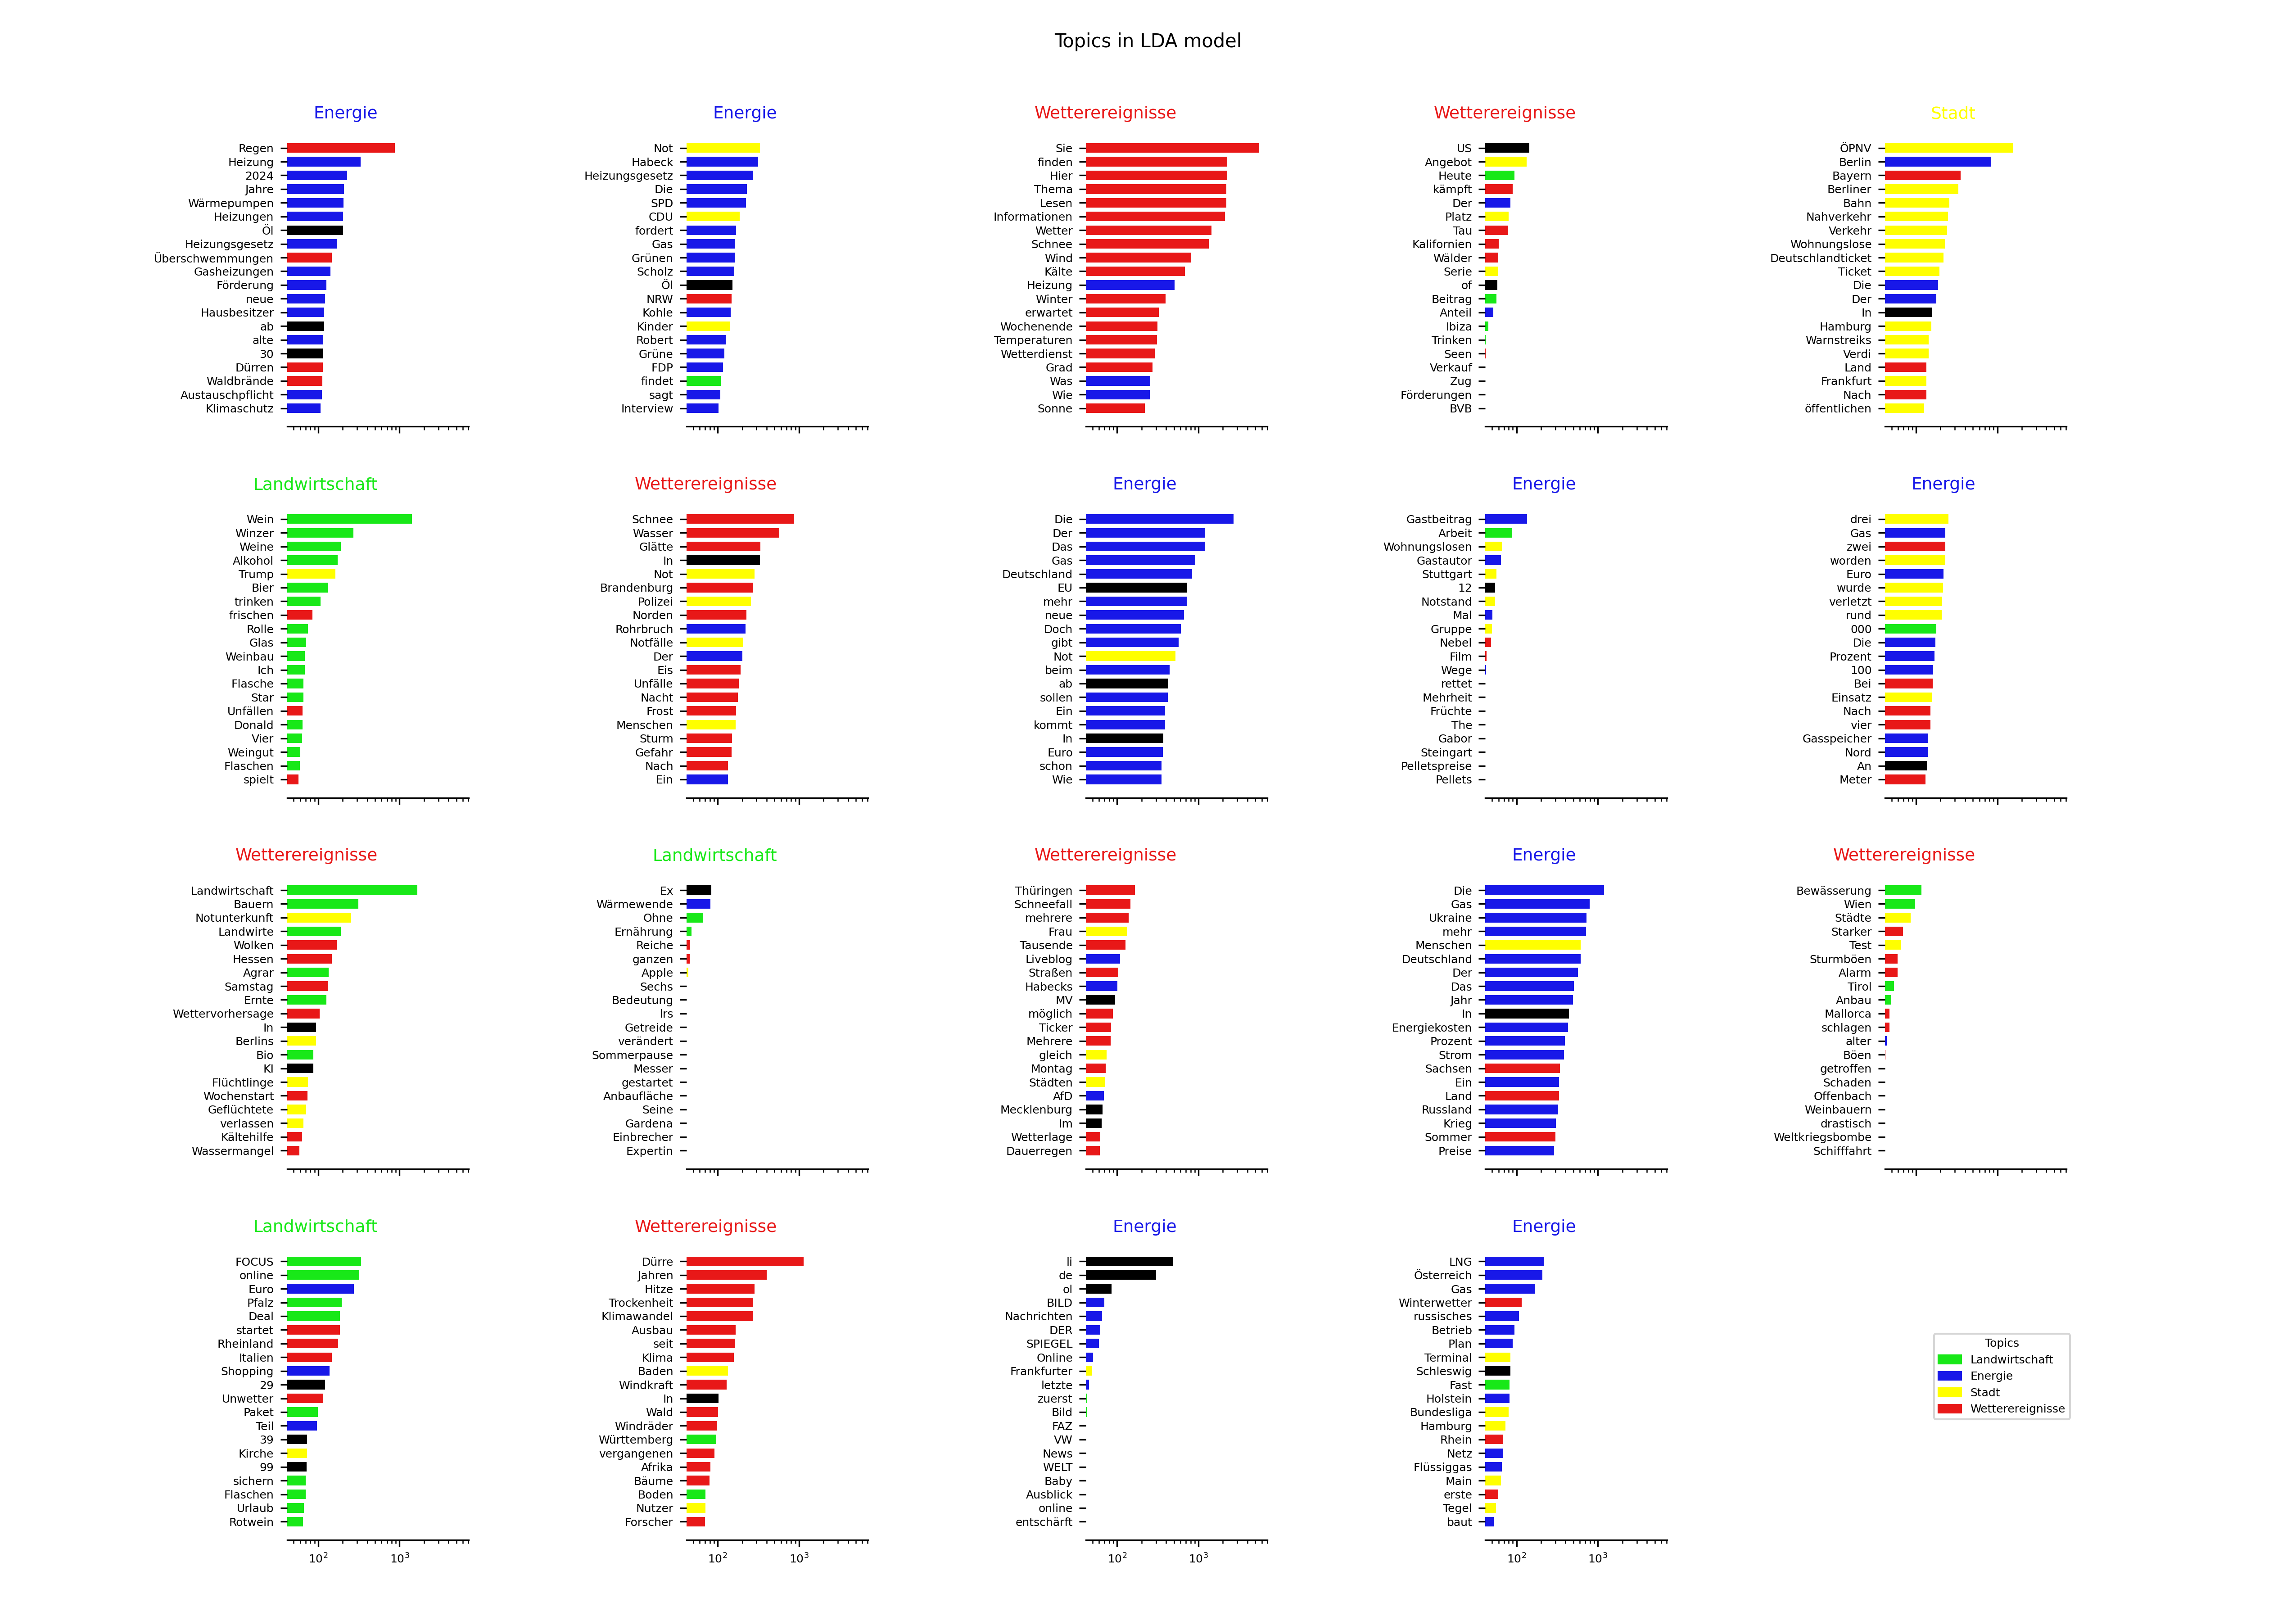 Topics in LDA model
Energie
Regen
Heizung
2024
Jahre
Wärmepumpen
Heizungen
Öl
Heizungsgesetz
Überschwemmungen
Gasheizungen
Förderung
neue
Hausbesitzer
ab
alte
30
Dürren
Waldbrände
Austauschpflicht
Klimaschutz
Energie
Not
Habeck
Heizungsgesetz
Die
SPD
CDU
fordert
Gas
Grünen
Scholz
Öl
NRW
Kohle
Kinder
Robert
Grüne
FDP
findet
sagt
Interview
Wetterereignisse
Sie
finden
Hier
Thema
Lesen
Informationen
Wetter
Schnee
Wind
Kälte
Heizung
Winter
erwartet
Wochenende
Temperaturen
Wetterdienst
Grad
Was
Wie
Sonne
Wetterereignisse
US
Angebot
Heute
kämpft
Der
Platz
Tau
Kalifornien
Wälder
Serie
of
Beitrag
Anteil
Ibiza
Trinken
Seen
Verkauf
Zug
Förderungen
BVB
Stadt
ÖPNV
Berlin
Bayern
Berliner
Bahn
Nahverkehr
Verkehr
Wohnungslose
Deutschlandticket
Ticket
Die
Der
In
Hamburg
Warnstreiks
Verdi
Land
Frankfurt
Nach
öffentlichen
Landwirtschaft
Wein
Winzer
Weine
Alkohol
Trump
Bier
trinken
frischen
Rolle
Glas
Weinbau
Ich
Flasche
Star
Unfällen
Donald
Vier
Weingut
Flaschen
spielt
Wetterereignisse
Schnee
Wasser
Glätte
In
Not
Brandenburg
Polizei
Norden
Rohrbruch
Notfälle
Der
Eis
Unfälle
Nacht
Frost
Menschen
Sturm
Gefahr
Nach
Ein
Energie
Die
Der
Das
Gas
Deutschland
EU
mehr
neue
Doch
gibt
Not
beim
ab
sollen
Ein
kommt
In
Euro
schon
Wie
Energie
Gastbeitrag
Arbeit
Wohnungslosen
Gastautor
Stuttgart
12
Notstand
Mal
Gruppe
Nebel
Film
Wege
rettet
Mehrheit
Früchte
The
Gabor
Steingart
Pelletspreise
Pellets
Energie
drei
Gas
zwei
worden
Euro
wurde
verletzt
rund
000
Die
Prozent
100
Bei
Einsatz
Nach
vier
Gasspeicher
Nord
An
Meter
Wetterereignisse
Landwirtschaft
Bauern
Notunterkunft
Landwirte
Wolken
Hessen
Agrar
Samstag
Ernte
Wettervorhersage
In
Berlins
Bio
KI
Flüchtlinge
Wochenstart
Geflüchtete
verlassen
Kältehilfe
Wassermangel
Landwirtschaft
Ex
Wärmewende
Ohne
Ernährung
Reiche
ganzen
Apple
Sechs
Bedeutung
Irs
Getreide
verändert
Sommerpause
Messer
gestartet
Anbaufläche
Seine
Gardena
Einbrecher
Expertin
Wetterereignisse
Thüringen
Schneefall
mehrere
Frau
Tausende
Liveblog
Straßen
Habecks
MV
möglich
Ticker
Mehrere
gleich
Montag
Städten
AfD
Mecklenburg
Im
Wetterlage
Dauerregen
Energie
Die
Gas
Ukraine
mehr
Menschen
Deutschland
Der
Das
Jahr
In
Energiekosten
Prozent
Strom
Sachsen
Ein
Land
Russland
Krieg
Sommer
Preise
Wetterereignisse
Bewässerung
Wien
Städte
Starker
Test
Sturmböen
Alarm
Tirol
Anbau
Mallorca
schlagen
alter
Böen
getroffen
Schaden
Offenbach
Weinbauern
drastisch
Weltkriegsbombe
Schifffahrt
Landwirtschaft
FOCUS
online
Euro
Pfalz
Deal
startet
Rheinland
Italien
Shopping
29
Unwetter
Paket
Teil
39
Kirche
99
sichern
Flaschen
Urlaub
Rotwein
10² 10³
Wetterereignisse
Dürre
Jahren
Hitze
Trockenheit
Klimawandel
Ausbau
seit
Klima
Baden
Windkraft
In
Wald
Windräder
Württemberg
vergangenen
Afrika
Bäume
Boden
Nutzer
Forscher
10² 10³
Energie
li
de
ol
BILD
Nachrichten
DER
SPIEGEL
Online
Frankfurter
letzte
zuerst
Bild
FAZ
VW
News
WELT
Baby
Ausblick
online
entschärft
10² 10³
Energie
LNG
Österreich
Gas
Winterwetter
russisches
Betrieb
Plan
Terminal
Schleswig
Fast
Holstein
Bundesliga
Hamburg
Rhein
Netz
Flüssiggas
Main
erste
Tegel
baut
10² 10³
Topics
Landwirtschaft
Energie
Stadt
Wetterereignisse